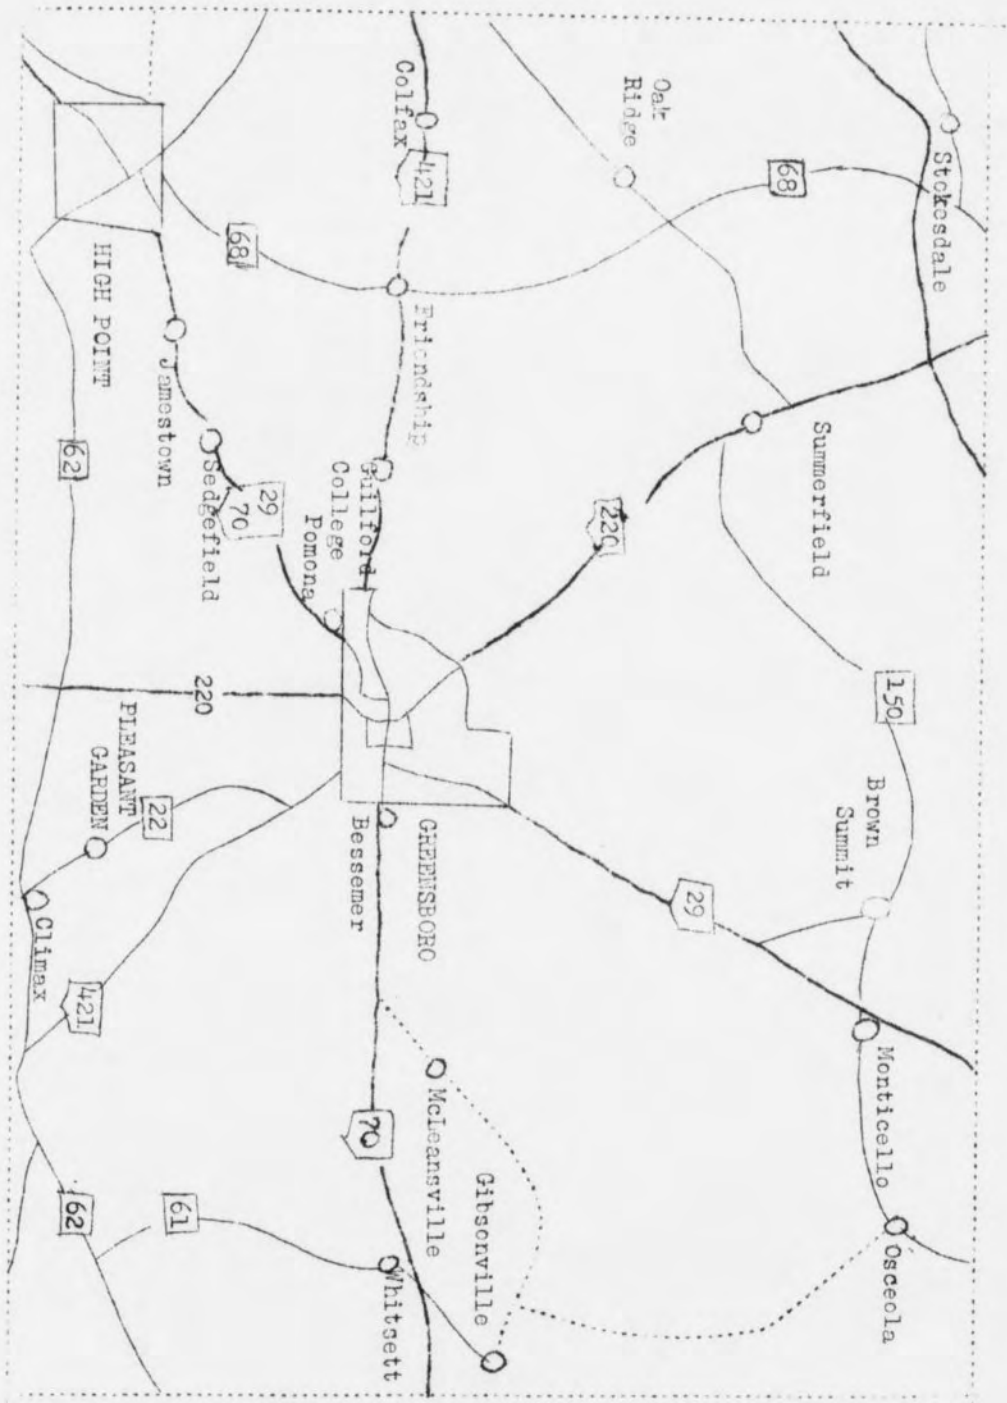 Stokesdale
68
Oak
Ridge
Colfax
421
68
Friendship
Summerfield
220
150
Brown
Summit
29
Monticello
Osceola
HIGH POINT
Jamestown
Sedgefield
29
70
62
Guilford
College
Pomona
220
GREENSBORO
Bessemer
PLEASANT
GARDEN
22
Climax
421
McLeansville
70
Gibsonville
Whitsett
61
62